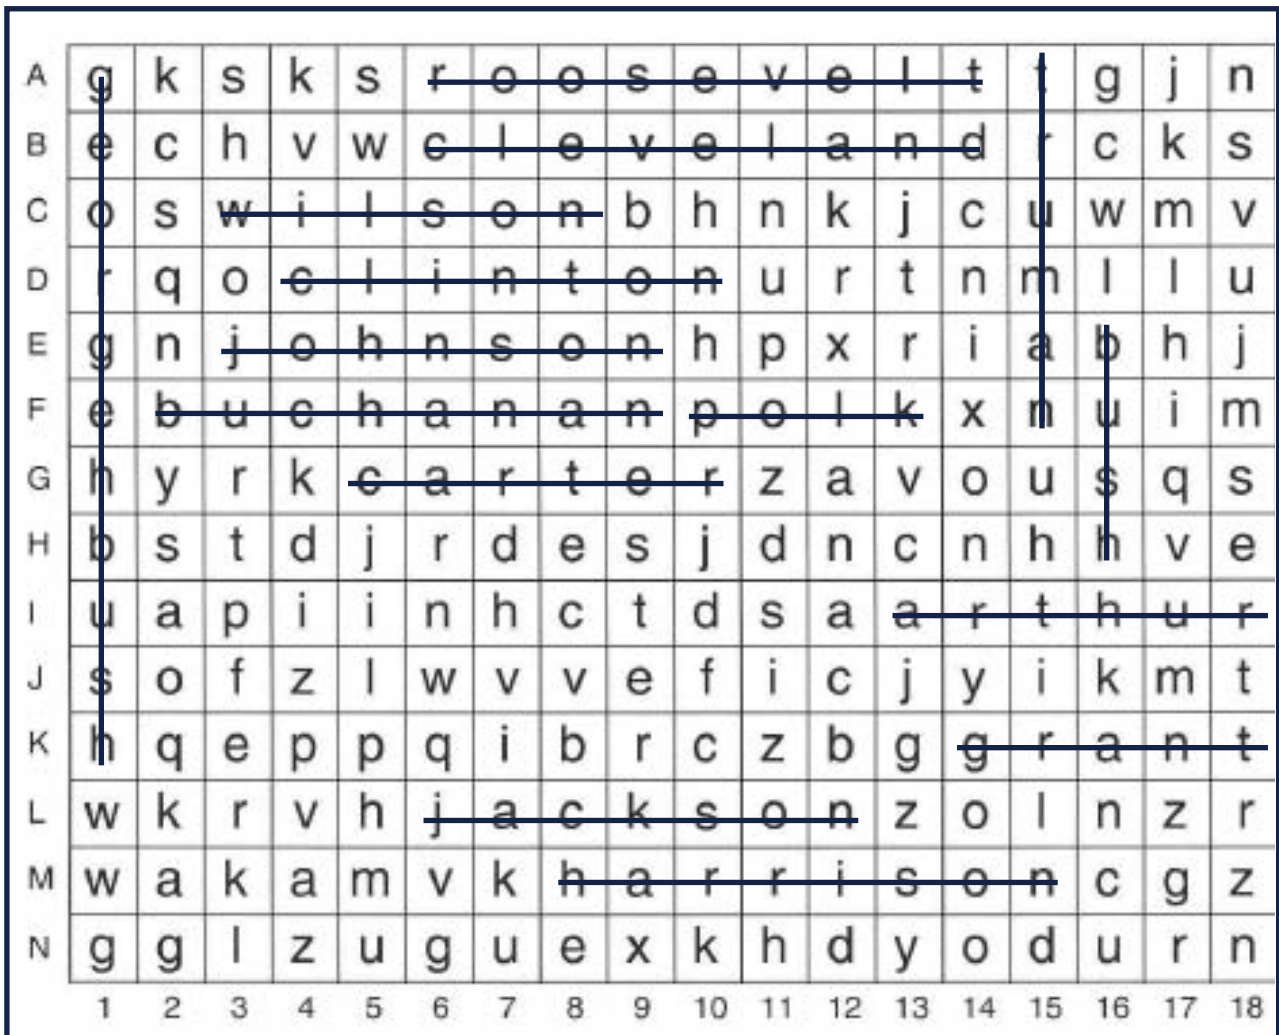 A g k s k s r o o s e v e l t t g j n
B e c h v w c l e v e l a n d r c k s
C o s w i l s o n b h n k j c u w m v
D r q o c l i n t o n u r t n m l l u
E g n j o h n s o n h p x r i a b h j
F e b u c h a n a n p o l k x n u i m
G h y r k c a r t e r z a v o u s q s
H b s t d j r d e s j d n c n h h v e
I u a p i i n h c t d s a a r t h u r
J s o f z l w v v e f i c j y i k m t
K h q e p p q i b r c z b g g r a n t
L w k r v h j a c k s o n z o l n z r
M w a k a m v k h a r r i s o n c g z
N g g l z u g u e x k h d y o d u r n
1 2 3 4 5 6 7 8 9 10 11 12 13 14 15 16 17 18